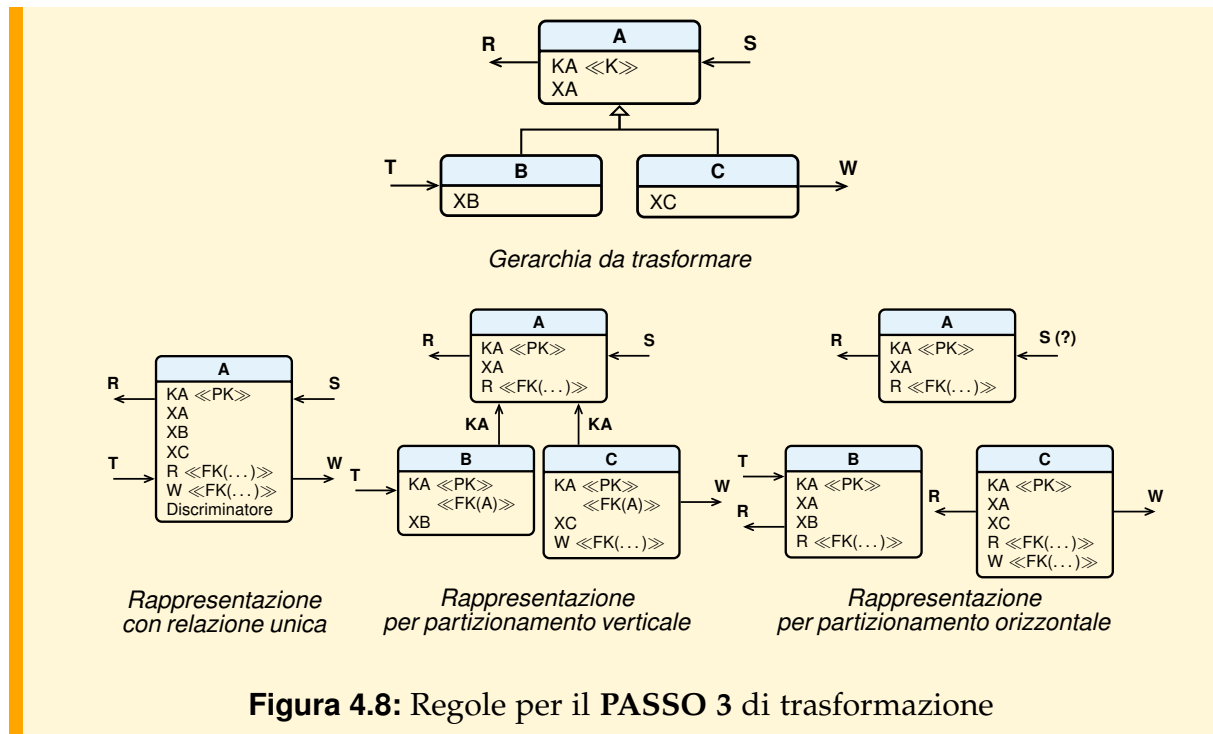 A
R
S
KA ≪K≫
XA
T
B
C
W
XB
XC
Gerarchia da trasformare
A
R
S
KA ≪PK≫
XA
XB
XC
T
W
R ≪FK(...)≫
W ≪FK(...)≫
Discriminatore
Rappresentazione
con relazione unica
A
R
S
KA ≪PK≫
XA
R ≪FK(...)≫
KA
KA
B
C
T
KA ≪PK≫
≪FK(A)≫
XB
KA ≪PK≫
≪FK(A)≫
W
XC
W ≪FK(...)≫
Rappresentazione
per partizionamento verticale
A
R
S (?)
KA ≪PK≫
XA
R ≪FK(...)≫
B
T
KA ≪PK≫
XA
R
XB
R ≪FK(...)≫
C
KA ≪PK≫
R
XA
W
XC
R ≪FK(...)≫
W ≪FK(...)≫
Rappresentazione
per partizionamento orizzontale
Figura 4.8: Regole per il PASSO 3 di trasformazione